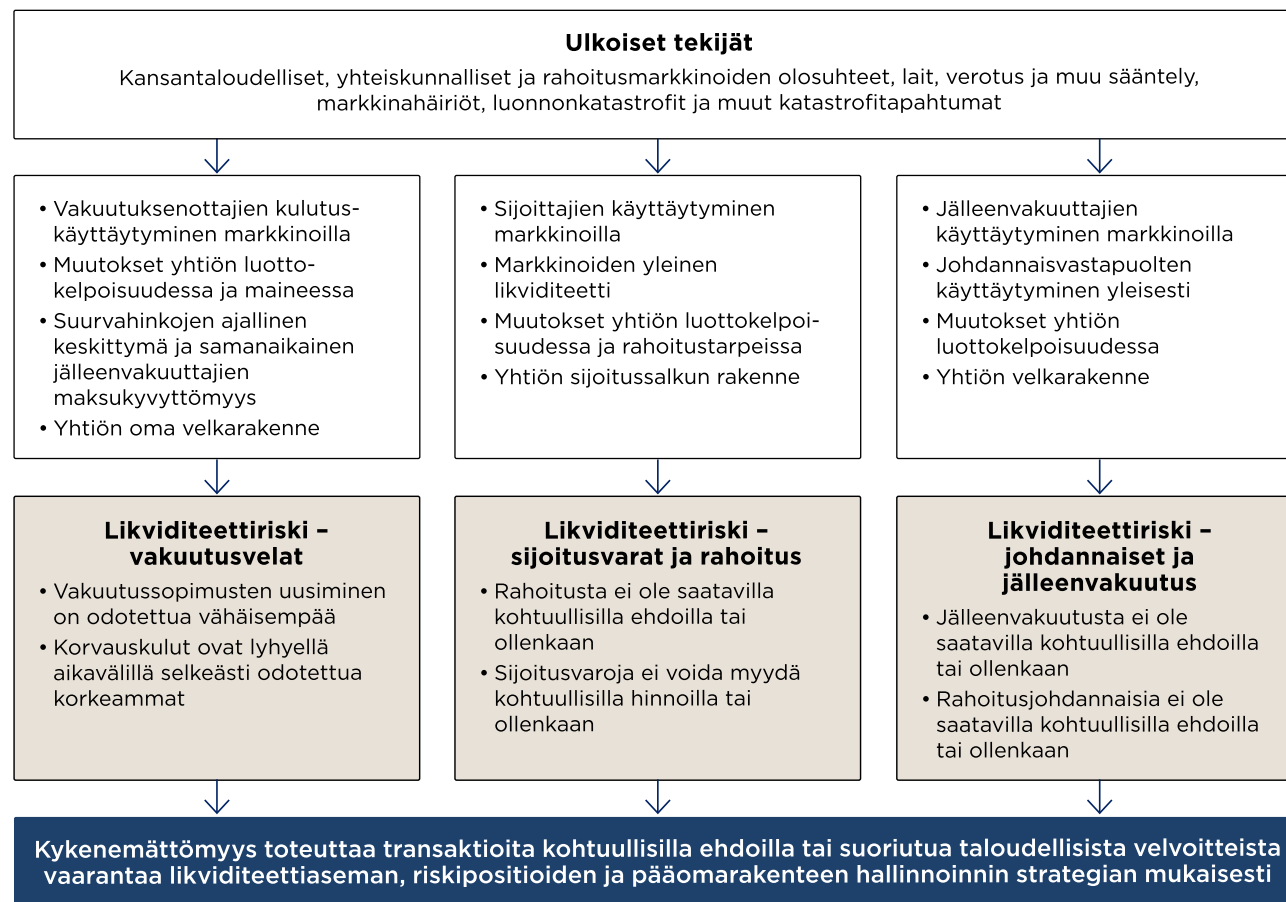 Ulkoiset tekijät
Kansantaloudelliset, yhteiskunnalliset ja rahoitusmarkkinoiden olosuhteet, lait, verotus ja muu sääntely,
markkinahäiriöt, luonnonkatastrofit ja muut katastrofitapahtumat
• Vakuutuksenottajien kulutus-
käyttäytyminen markkinoilla
• Muutokset yhtiön luotto-
kelpoisuudessa ja maineessa
• Suurvahinkojen ajallinen
keskittymä ja samanaikainen
jälleenvakuuttajien
maksukyvyttömyys
• Yhtiön oma velkarakenne
• Sijoittajien käyttäytyminen
markkinoilla
• Markkinoiden yleinen
likviditeetti
• Muutokset yhtiön luottokelpoi-
suudessa ja rahoitustarpeissa
• Yhtiön sijoitussalkun rakenne
• Jälleenvakuuttajien
käyttäytyminen markkinoilla
• Johdannaisvastapuolten
käyttäytyminen yleisesti
• Muutokset yhtiön
luottokelpoisuudessa
• Yhtiön velkarakenne
Likviditeettiriski –
vakuutusvelat
• Vakuutussopimusten uusiminen
on odotettua vähäisempää
• Korvauskulut ovat lyhyellä
aikavälillä selkeästi odotettua
korkeammat
Likviditeettiriski –
sijoitusvarat ja rahoitus
• Rahoitusta ei ole saatavilla
kohtuullisilla ehdoilla tai
ollenkaan
• Sijoitusvaroja ei voida myydä
kohtuullisilla hinnoilla tai
ollenkaan
Likviditeettiriski –
johdannaiset ja
jälleenvakuutus
• Jälleenvakuutusta ei ole
saatavilla kohtuullisilla ehdoilla
tai ollenkaan
• Rahoitusjohdannaisia ei ole
saatavilla kohtuullisilla ehdoilla
tai ollenkaan
Kykenemättömyys toteuttaa transaktioita kohtuullisilla ehdoilla tai suoriutua taloudellisista velvoitteista
vaarantaa likviditeettiaseman, riskipositioiden ja pääomarakenteen hallinnoinnin strategian mukaisesti